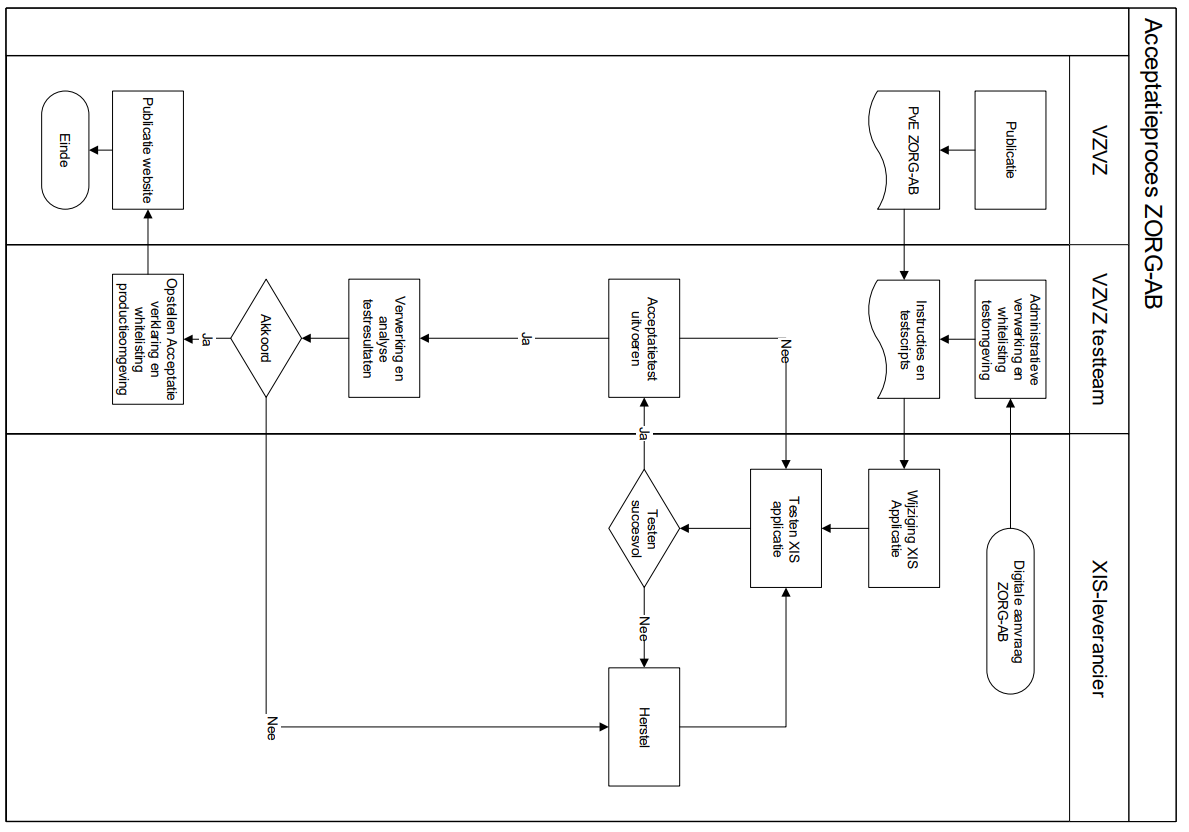 Acceptatieproces ZORG-AB
VZVZ
VZVZ testteam
XIS-leverancier
Publicatie
Administratieve
verwerking en
whitelisting
testomgeving
Digitale aanvraag
ZORG-AB
PvE ZORG-AB
Instructies en
testscripts
Wijziging XIS
Applicatie
Nee
Testen XIS
applicatie
Acceptatietest
uitvoeren
Ja
Testen
succesvol
Nee
Herstel
Ja
Verwerking en
analyse
testresultaten
Akkoord
Nee
Ja
Publicatie website
Opstellen Acceptatie
verklaring en
whitelisting
productieomgeving
Einde